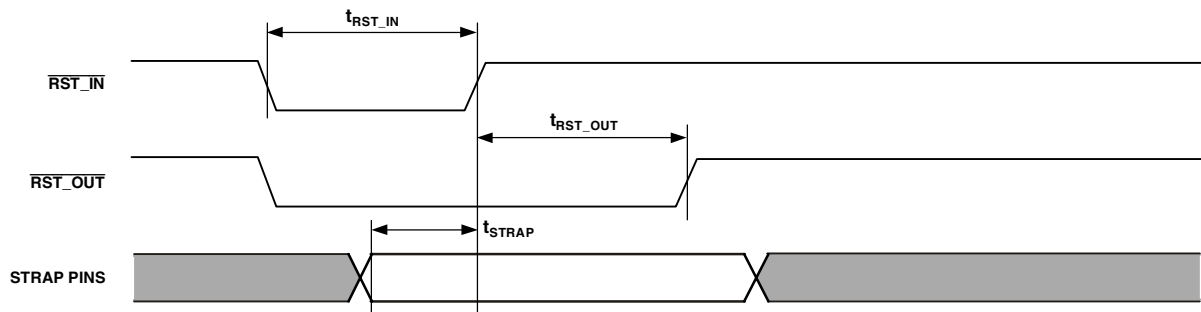 tRST_IN
RST_IN
tRST_OUT
RST_OUT
tSTRAP
STRAP PINS